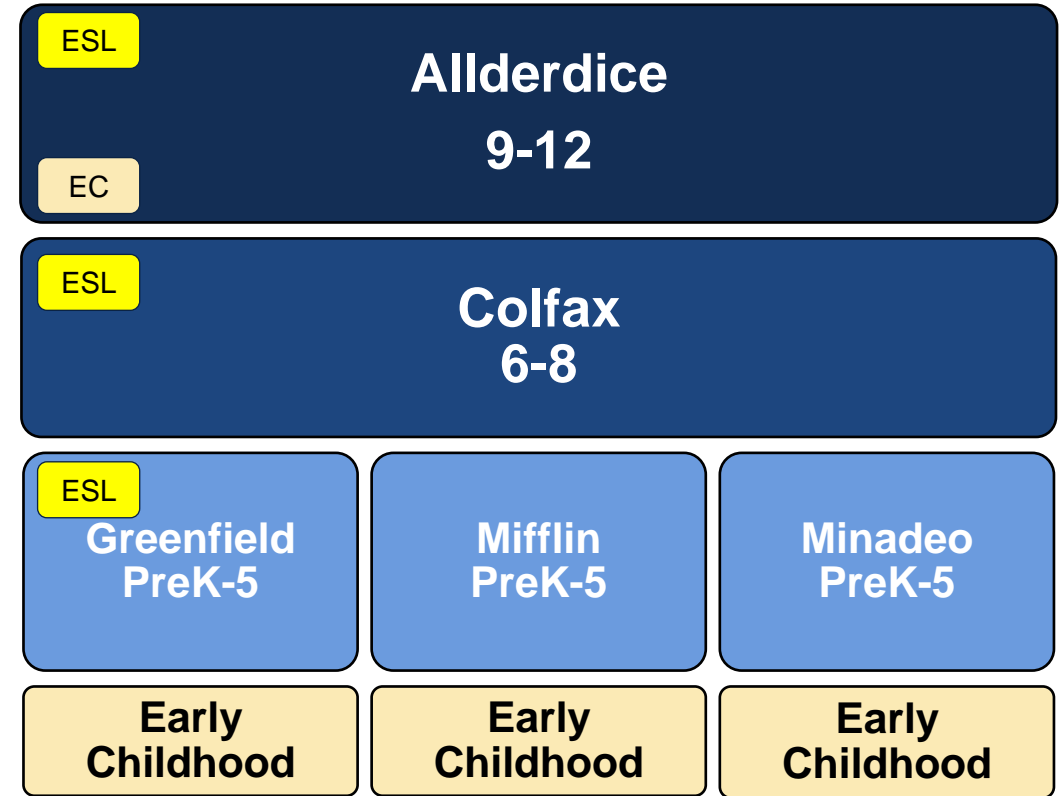 ESL
Allderdice
9-12
EC
ESL
Colfax
6-8
ESL
Greenfield
PreK-5
Mifflin
PreK-5
Minadeo
PreK-5
Early
Childhood
Early
Childhood
Early
Childhood